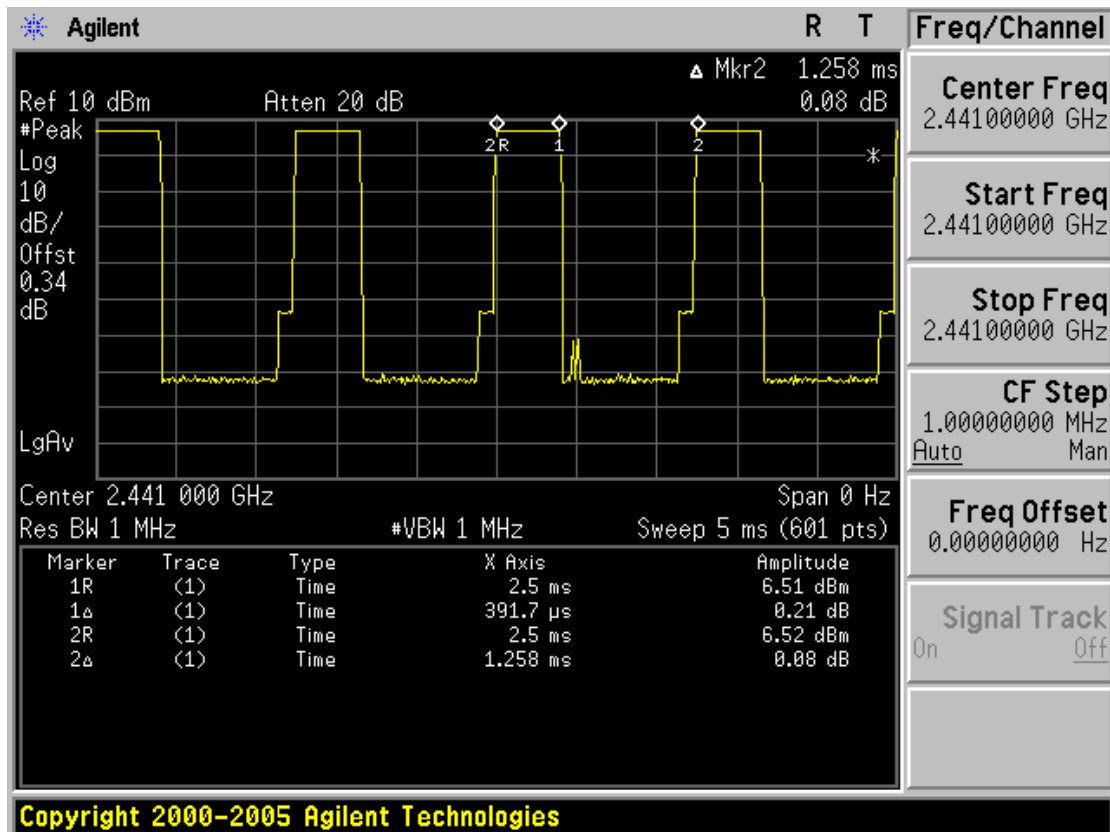 Agilent R T Freq/Channel
Δ Mkr2 1.258 ms
Ref 10 dBm Atten 20 dB 0.08 dB
#Peak
Log
10
dB/
Offst
0.34
dB
LgAv
2R 1 2
*
Center 2.441 000 GHz Span 0 Hz
Res BW 1 MHz #VBW 1 MHz Sweep 5 ms (601 pts)
Marker Trace Type X Axis Amplitude
1R (1) Time 2.5 ms 6.51 dBm
1Δ (1) Time 391.7 µs 0.21 dB
2R (1) Time 2.5 ms 6.52 dBm
2Δ (1) Time 1.258 ms 0.08 dB
Center Freq
2.44100000 GHz
Start Freq
2.44100000 GHz
Stop Freq
2.44100000 GHz
CF Step
1.00000000 MHz
Auto Man
Freq Offset
0.00000000 Hz
Signal Track
On Off
Copyright 2000-2005 Agilent Technologies